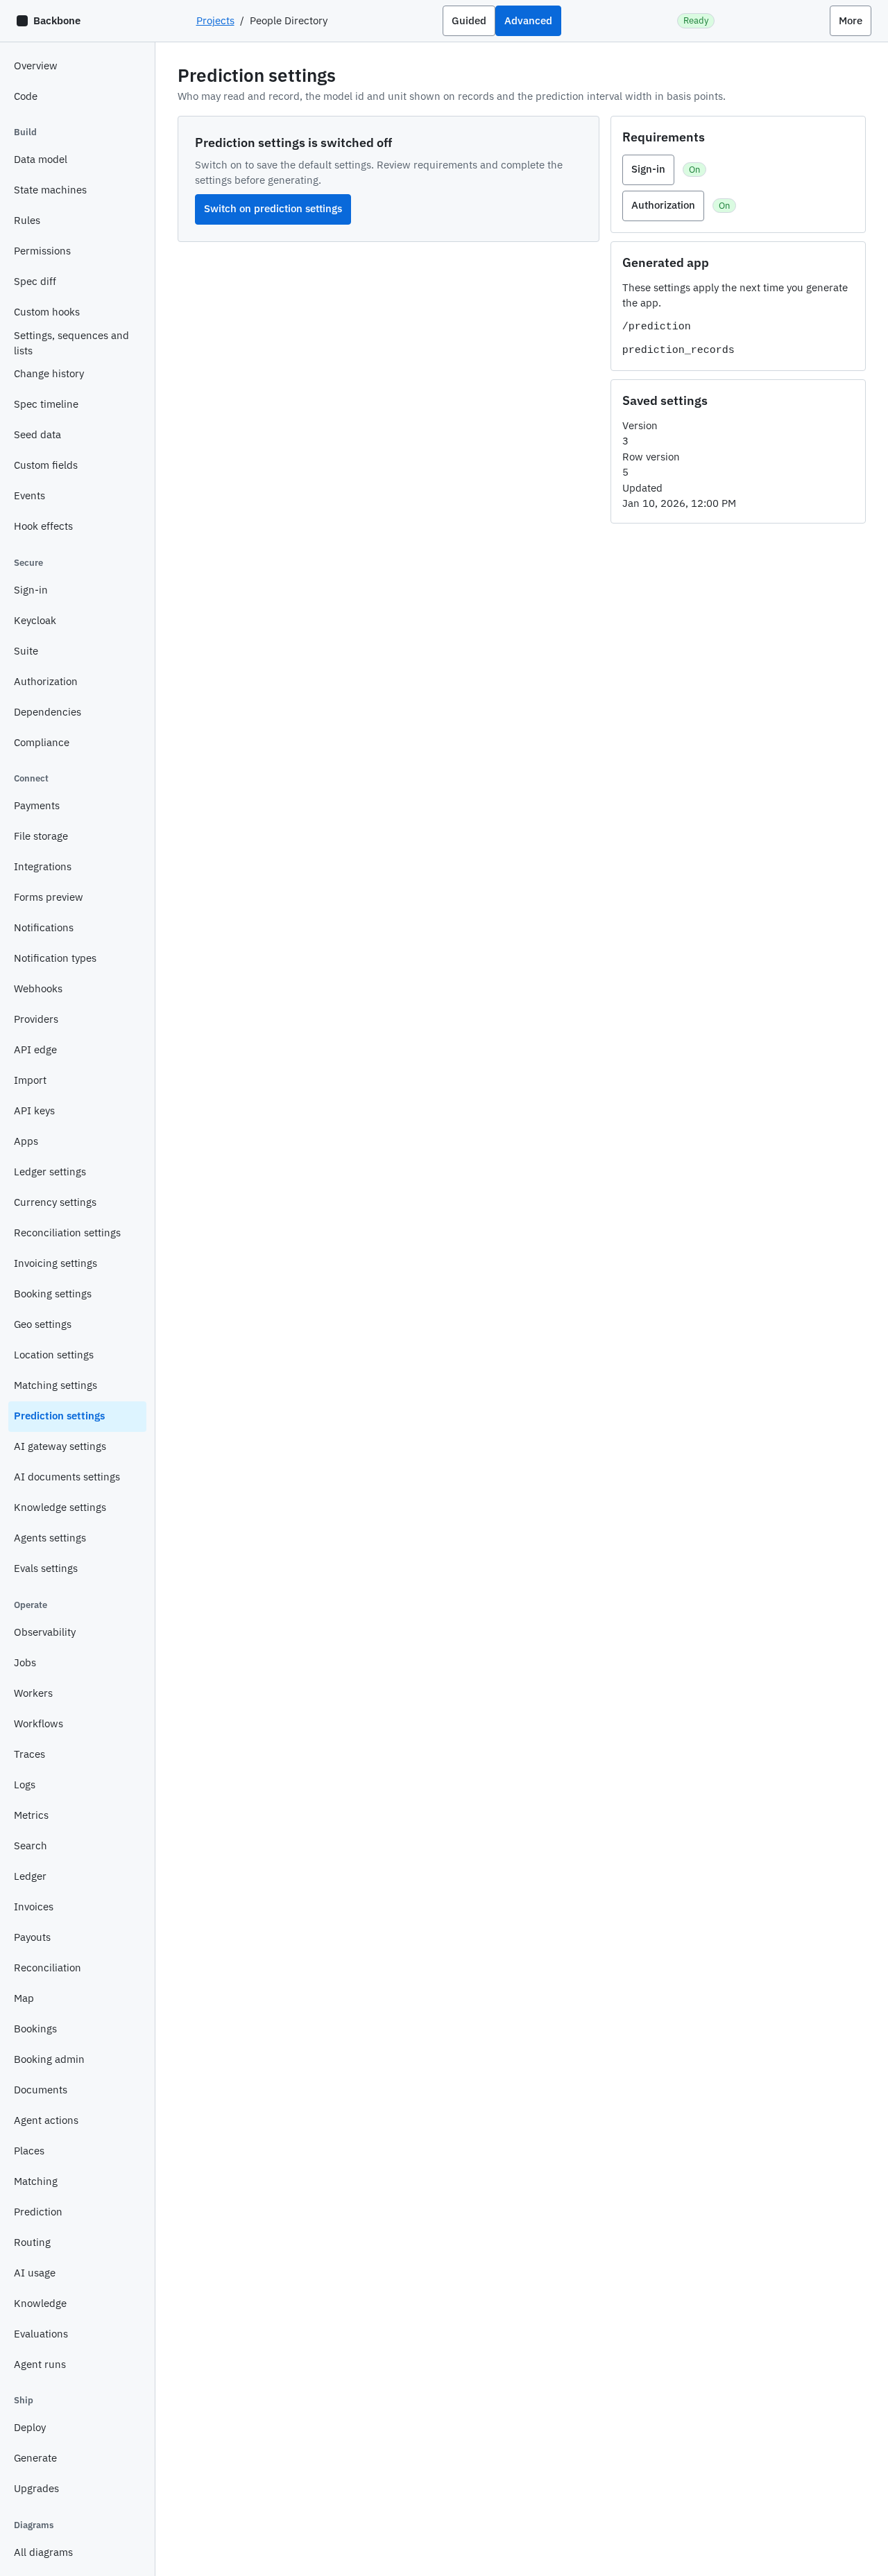 Backbone
Projects / People Directory
Guided
Advanced
Ready
More
Overview
Code
Build
Data model
State machines
Rules
Permissions
Spec diff
Custom hooks
Settings, sequences and
lists
Change history
Spec timeline
Seed data
Custom fields
Events
Hook effects
Secure
Sign-in
Keycloak
Suite
Authorization
Dependencies
Compliance
Connect
Payments
File storage
Integrations
Forms preview
Notifications
Notification types
Webhooks
Providers
API edge
Import
API keys
Apps
Ledger settings
Currency settings
Reconciliation settings
Invoicing settings
Booking settings
Geo settings
Location settings
Matching settings
Prediction settings
AI gateway settings
AI documents settings
Knowledge settings
Agents settings
Evals settings
Operate
Observability
Jobs
Workers
Workflows
Traces
Logs
Metrics
Search
Ledger
Invoices
Payouts
Reconciliation
Map
Bookings
Booking admin
Documents
Agent actions
Places
Matching
Prediction
Routing
AI usage
Knowledge
Evaluations
Agent runs
Ship
Deploy
Generate
Upgrades
Diagrams
All diagrams
Prediction settings
Who may read and record, the model id and unit shown on records and the prediction interval width in basis points.
Prediction settings is switched off
Switch on to save the default settings. Review requirements and complete the
settings before generating.
Switch on prediction settings
Requirements
Sign-in
On
Authorization
On
Generated app
These settings apply the next time you generate
the app.
/prediction
prediction_records
Saved settings
Version
3
Row version
5
Updated
Jan 10, 2026, 12:00 PM